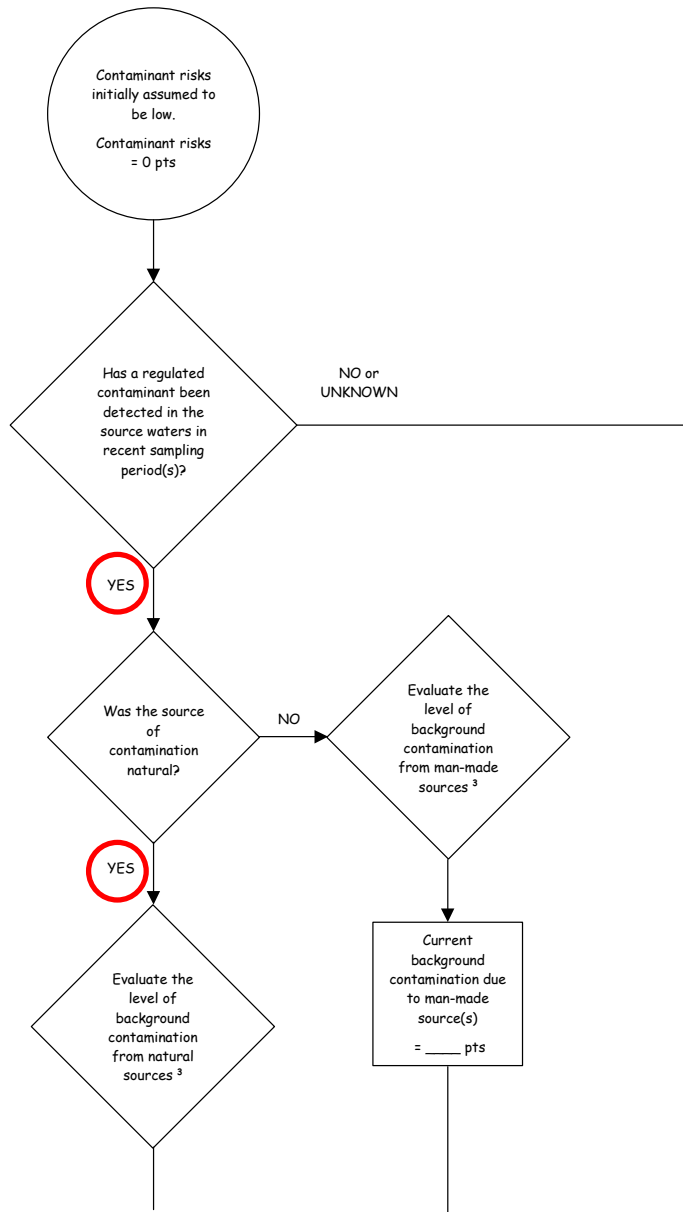 Contaminant risks
initially assumed to
be low.
Contaminant risks
= 0 pts
Has a regulated
contaminant been
detected in the
source waters in
recent sampling
period(s)?
NO or
UNKNOWN
YES
Was the source
of
contamination
natural?
NO
Evaluate the
level of
background
contamination
from man-made
sources ³
YES
Evaluate the
level of
background
contamination
from natural
sources ³
Current
background
contamination due
to man-made
source(s)
= ____ pts